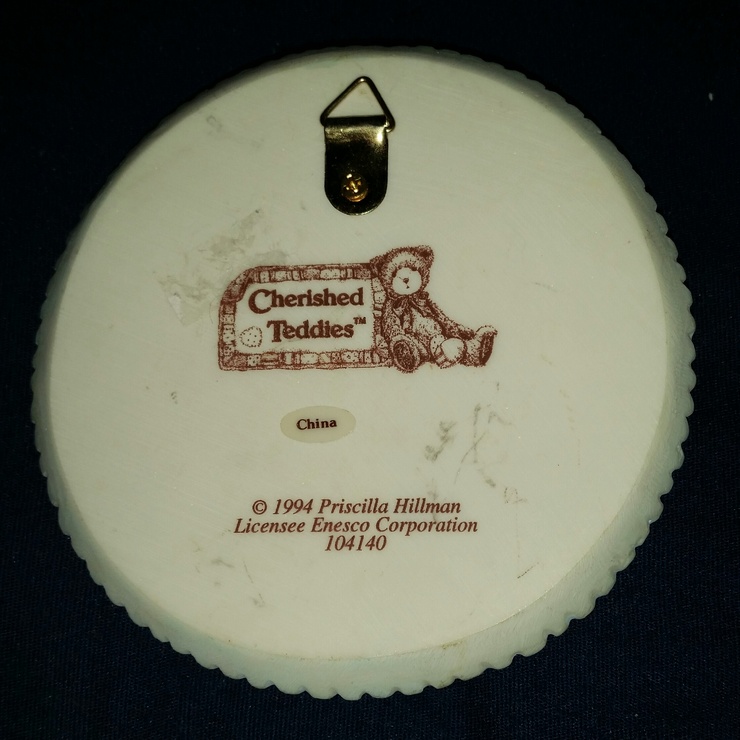 Cherished
Teddies™
China
© 1994 Priscilla Hillman
Licensee Enesco Corporation
104140